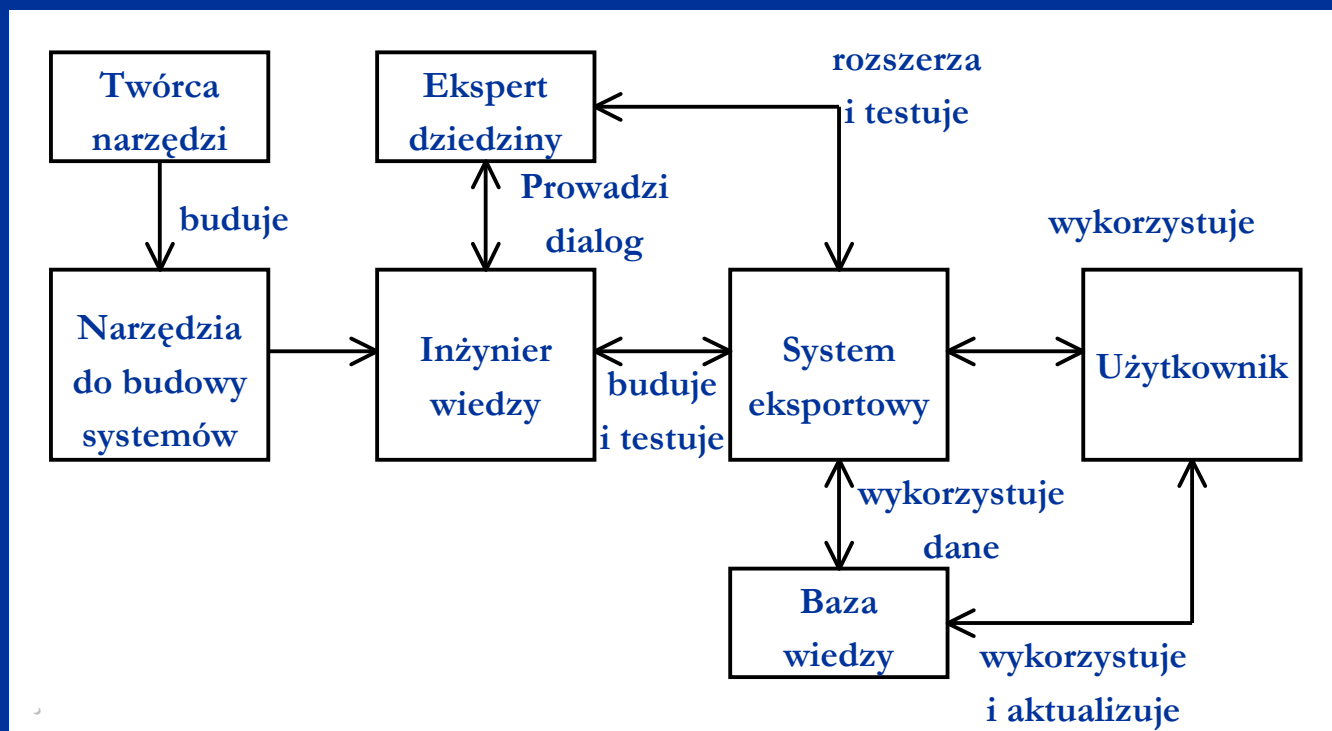 Twórca
narzędzi
Ekspert
dziedziny
rozszerza
i testuje
buduje
Prowadzi
dialog
wykorzystuje
Narzędzia
do budowy
systemów
Inżynier
wiedzy
buduje
i testuje
System
eksportowy
Użytkownik
wykorzystuje
dane
Baza
wiedzy
wykorzystuje
i aktualizuje